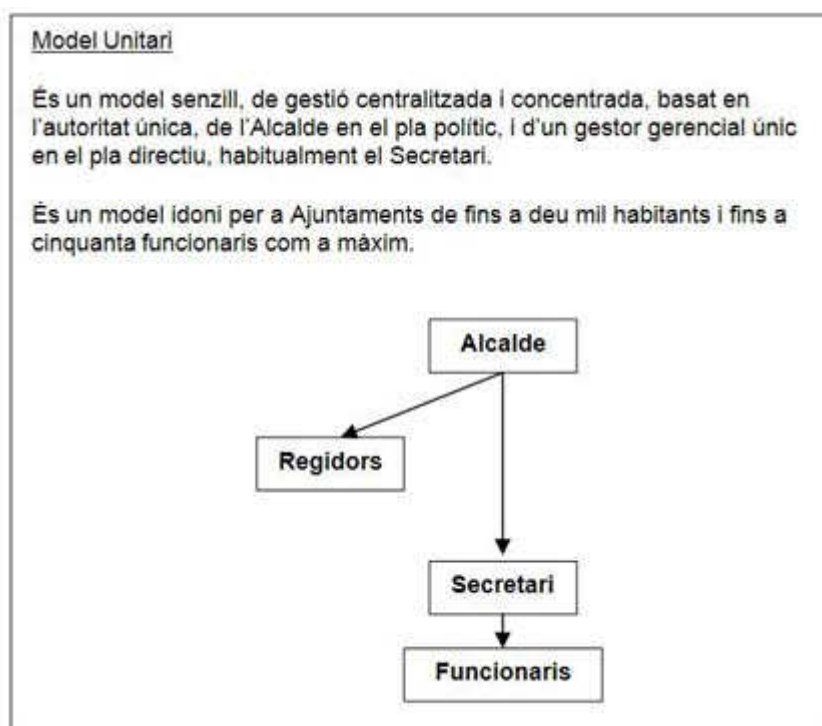 Model Unitari
És un model senzill, de gestió centralitzada i concentrada, basat en
l'autoritat única, de l'Alcalde en el pla polític, i d'un gestor gerencial únic
en el pla directiu, habitualment el Secretari.
És un model idoni per a Ajuntaments de fins a deu mil habitants i fins a
cinquanta funcionaris com a màxim.
Alcalde
Regidors
Secretari
Funcionaris